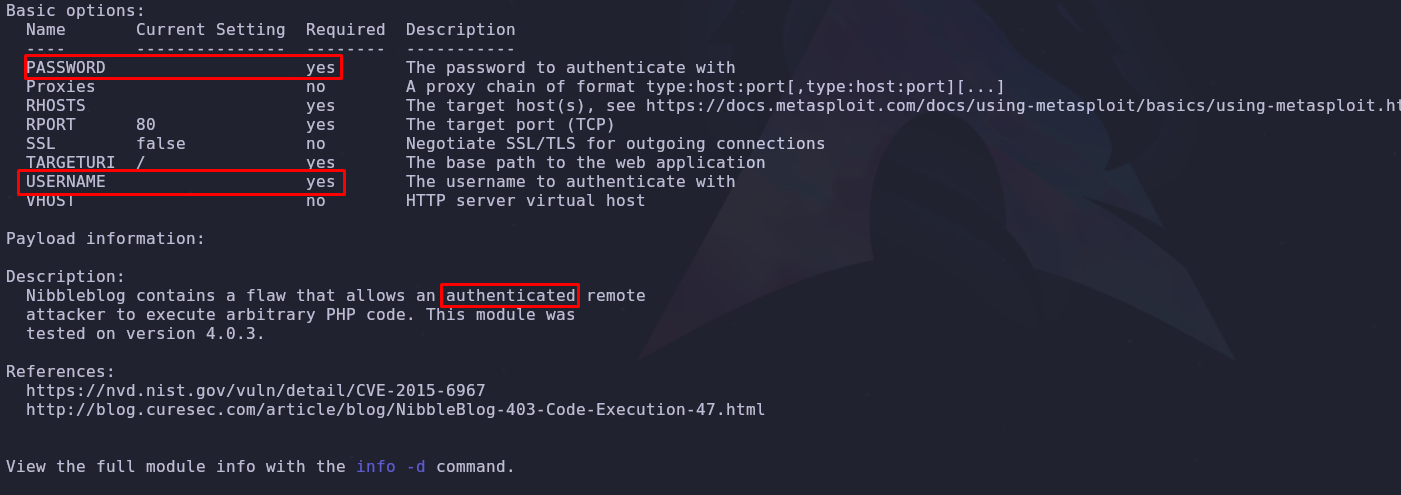 Basic options:
Name Current Setting Required Description
---- --------------- -------- -----------
PASSWORD yes The password to authenticate with
Proxies no A proxy chain of format type:host:port[,type:host:port][...]
RHOSTS yes The target host(s), see https://docs.metasploit.com/docs/using-metasploit/basics/using-metasploit.ht
RPORT 80 yes The target port (TCP)
SSL false no Negotiate SSL/TLS for outgoing connections
TARGETURI / yes The base path to the web application
USERNAME yes The username to authenticate with
VHOST no HTTP server virtual host
Payload information:
Description:
Nibbleblog contains a flaw that allows an authenticated remote
attacker to execute arbitrary PHP code. This module was
tested on version 4.0.3.
References:
https://nvd.nist.gov/vuln/detail/CVE-2015-6967
http://blog.curesec.com/article/blog/NibbleBlog-403-Code-Execution-47.html
View the full module info with the info -d command.